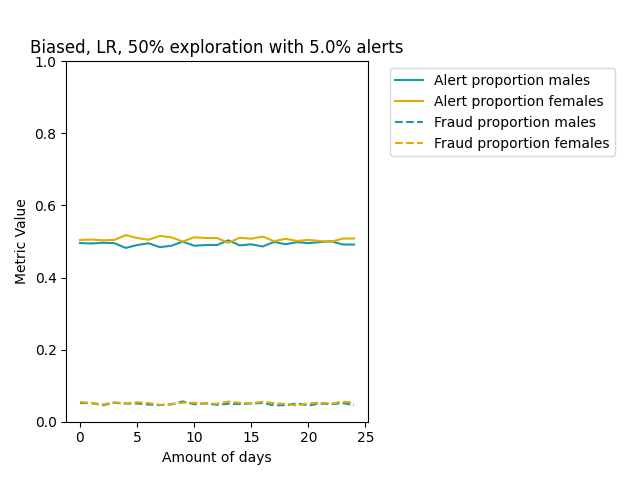 Biased, LR, 50% exploration with 5.0% alerts
1.0
0.8
0.6
0.4
0.2
0.0
Metric Value
0 5 10 15 20 25
Amount of days
Alert proportion males
Alert proportion females
Fraud proportion males
Fraud proportion females